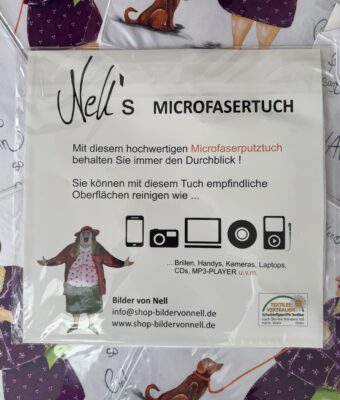 Nell's MICROFASERTUCH
Mit diesem hochwertigen Microfaserputztuch
behalten Sie immer den Durchblick !
Sie können mit diesem Tuch empfindliche
Oberflächen reinigen wie ...
... Brillen, Handys, Kameras, Laptops,
CDs, MP3-PLAYER u.v.m.
Bilder von Nell
info@shop-bildervonnell.de
www.shop-bildervonnell.de
TEXTILES
VERTRAUEN
Schadstoffgeprüfte Textilien